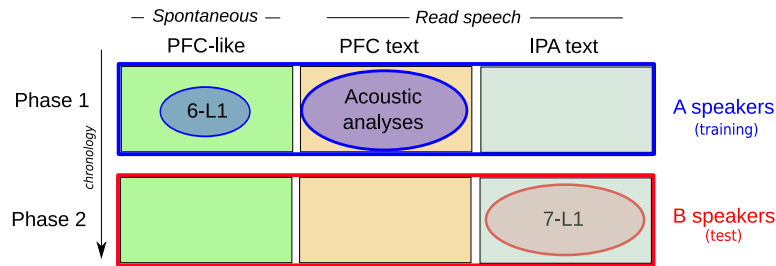 Spontaneous
Read speech
PFC-like
PFC text
IPA text
Phase 1
6-L1
Acoustic
analyses
A speakers
(training)
chronology
Phase 2
7-L1
B speakers
(test)